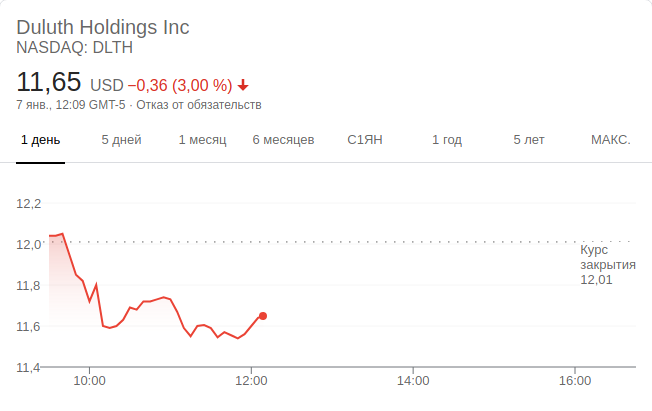 Duluth Holdings Inc
NASDAQ: DLTH
11,65 USD −0,36 (3,00 %)
7 янв., 12:09 GMT-5 · Отказ от обязательств
1 день 5 дней 1 месяц 6 месяцев С1ЯН 1 год 5 лет МАКС.
12,2
12,0
Курс
закрытия
12,01
11,8
11,6
11,4
10:00 12:00 14:00 16:00